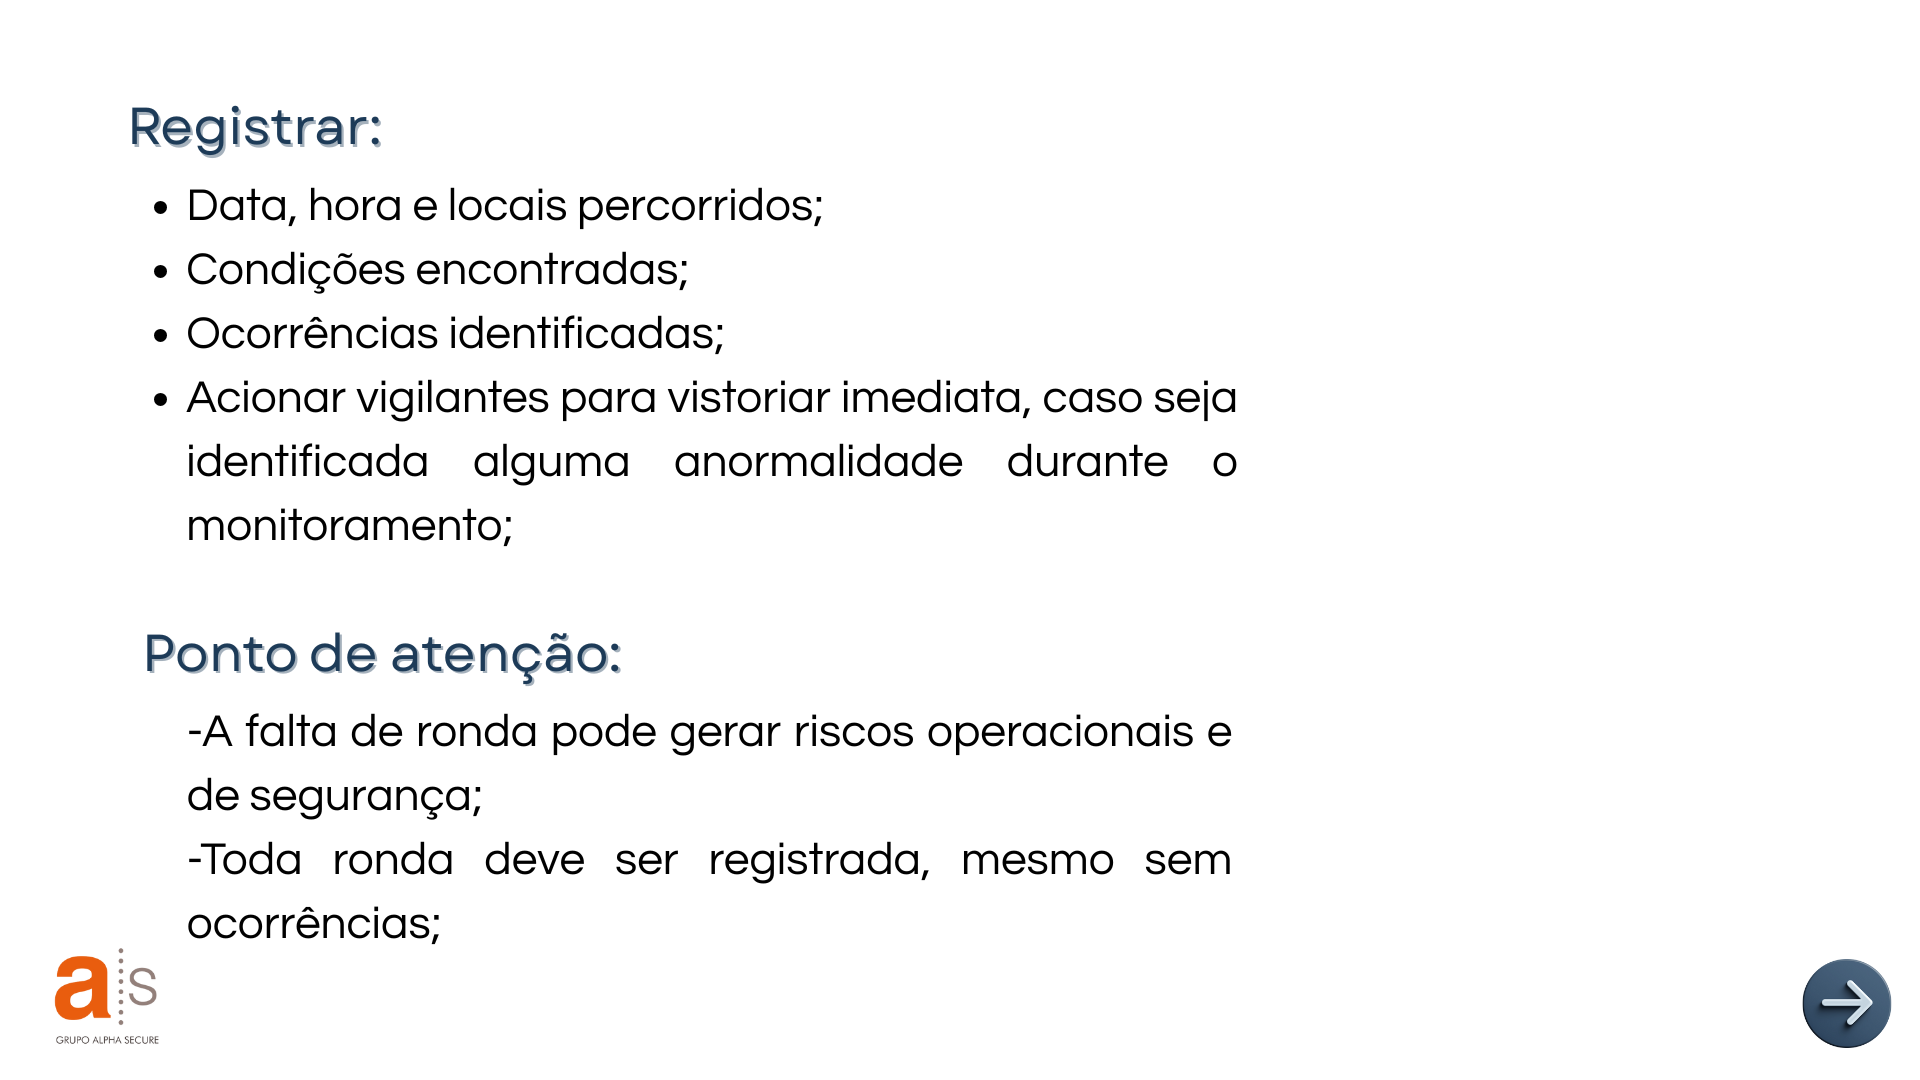 Registrar:
• Data, hora e locais percorridos;
• Condições encontradas;
• Ocorrências identificadas;
• Acionar vigilantes para vistoriar imediata, caso seja
identificada alguma anormalidade durante o
monitoramento;
Ponto de atenção:
-A falta de ronda pode gerar riscos operacionais e
de segurança;
-Toda ronda deve ser registrada, mesmo sem
ocorrências;
a s
GRUPO ALPHA SECURE